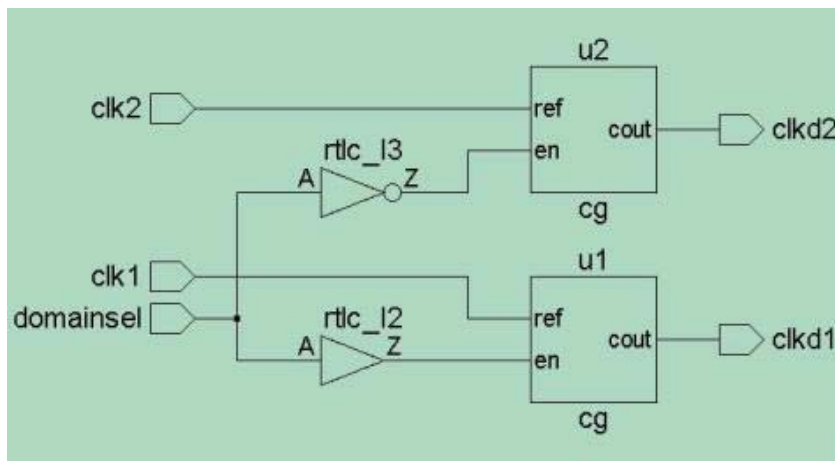 u2
clk2
ref
cout
clkd2
rtlc_I3
en
A
Z
cg
clk1
u1
domainsel
rtlc_I2
ref
cout
clkd1
A
Z
en
cg